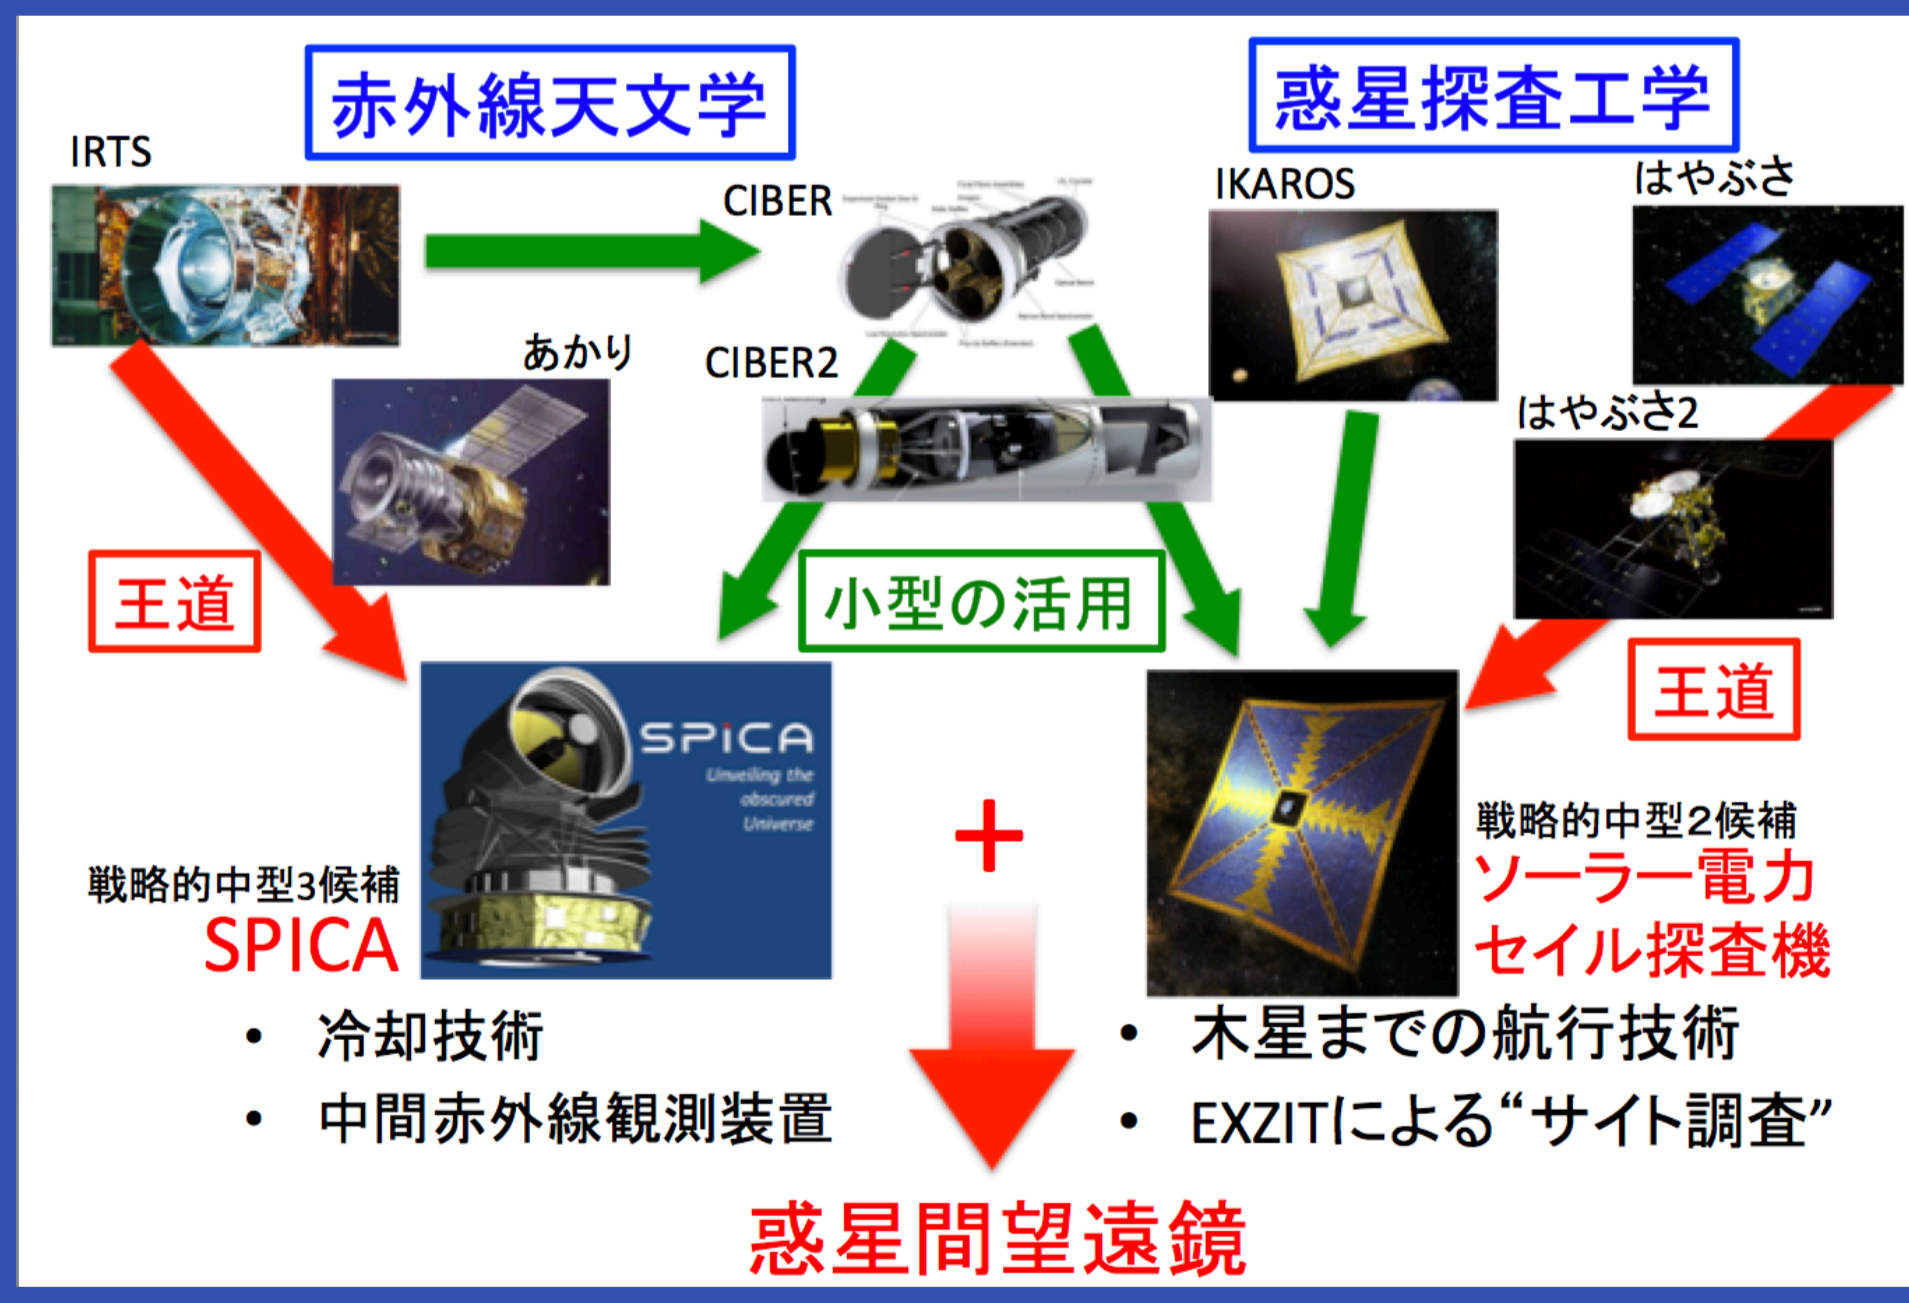 赤外線天文学
惑星探査工学
IRTS
CIBER
IKAROS
はやぶさ
あかり
CIBER2
はやぶさ2
王道
小型の活用
王道
SPICA
Unveiling the
obscured
Universe
戦略的中型3候補
SPICA
+
戦略的中型２候補
ソーラー電力
セイル探査機
• 冷却技術
• 中間赤外線観測装置
• 木星までの航行技術
• EXZITによる“サイト調査”
惑星間望遠鏡